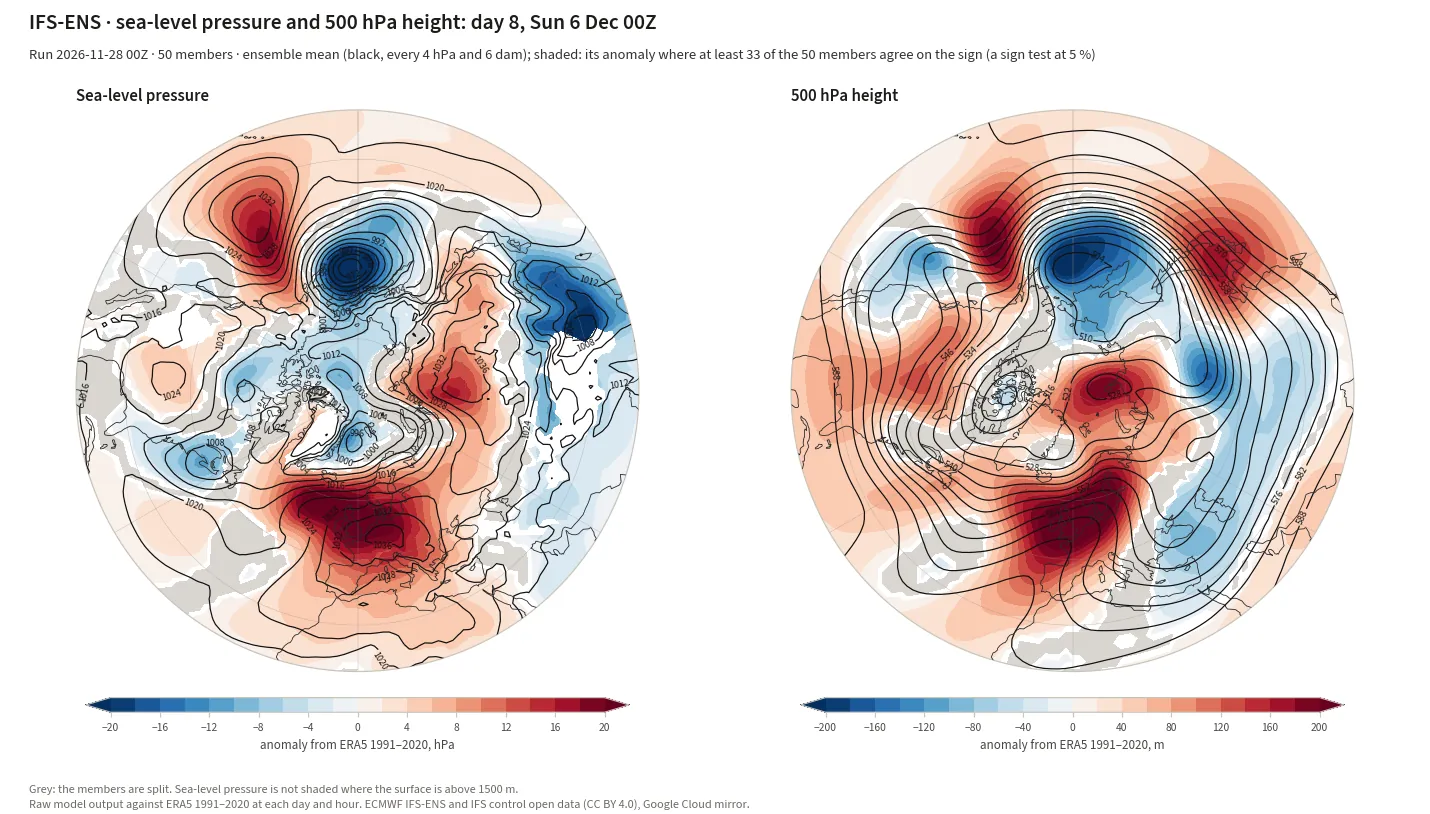 IFS-ENS · sea-level pressure and 500 hPa height: day 8, Sun 6 Dec 00Z
Run 2026-11-28 00Z · 50 members · ensemble mean (black, every 4 hPa and 6 dam); shaded: its anomaly where at least 33 of the 50 members agree on the sign (a sign test at 5 %)
Sea-level pressure
500 hPa height
−20 −16 −12 −8 −4 0 4 8 12 16 20
anomaly from ERA5 1991–2020, hPa
−200 −160 −120 −80 −40 0 40 80 120 160 200
anomaly from ERA5 1991–2020, m
Grey: the members are split. Sea-level pressure is not shaded where the surface is above 1500 m.
Raw model output against ERA5 1991–2020 at each day and hour. ECMWF IFS-ENS and IFS control open data (CC BY 4.0), Google Cloud mirror.